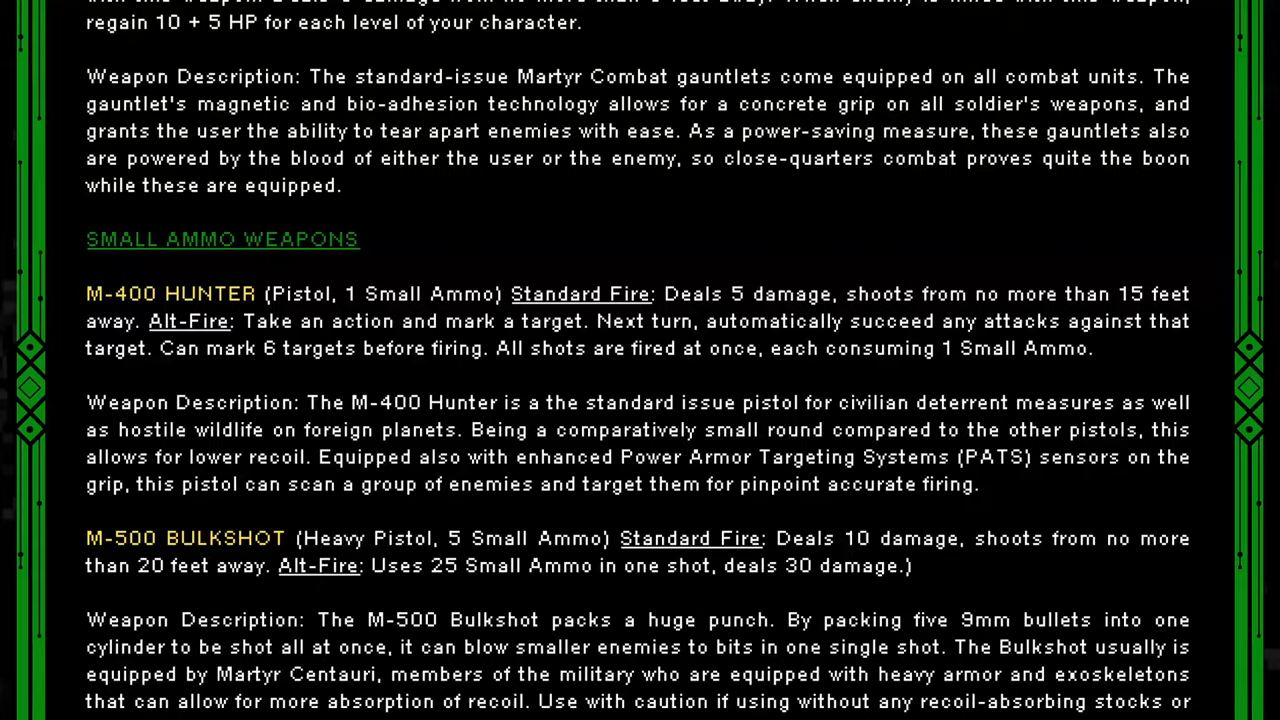 regain 10 + 5 HP for each level of your character.
Weapon Description: The standard-issue Martyr Combat gauntlets come equipped on all combat units. The
gauntlet's magnetic and bio-adhesion technology allows for a concrete grip on all soldier's weapons, and
grants the user the ability to tear apart enemies with ease. As a power-saving measure, these gauntlets also
are powered by the blood of either the user or the enemy, so close-quarters combat proves quite the boon
while these are equipped.
SMALL AMMO WEAPONS
M-400 HUNTER (Pistol, 1 Small Ammo) Standard Fire: Deals 5 damage, shoots from no more than 15 feet
away. Alt-Fire: Take an action and mark a target. Next turn, automatically succeed any attacks against that
target. Can mark 6 targets before firing. All shots are fired at once, each consuming 1 Small Ammo.
Weapon Description: The M-400 Hunter is a the standard issue pistol for civilian deterrent measures as well
as hostile wildlife on foreign planets. Being a comparatively small round compared to the other pistols, this
allows for lower recoil. Equipped also with enhanced Power Armor Targeting Systems (PATS) sensors on the
grip, this pistol can scan a group of enemies and target them for pinpoint accurate firing.
M-500 BULKSHOT (Heavy Pistol, 5 Small Ammo) Standard Fire: Deals 10 damage, shoots from no more
than 20 feet away. Alt-Fire: Uses 25 Small Ammo in one shot, deals 30 damage.)
Weapon Description: The M-500 Bulkshot packs a huge punch. By packing five 9mm bullets into one
cylinder to be shot all at once, it can blow smaller enemies to bits in one single shot. The Bulkshot usually is
equipped by Martyr Centauri, members of the military who are equipped with heavy armor and exoskeletons
that can allow for more absorption of recoil. Use with caution if using without any recoil-absorbing stocks or